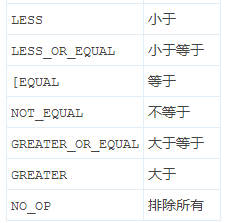 LESS 小于
LESS_OR_EQUAL 小于等于
[EQUAL 等于
NOT_EQUAL 不等于
GREATER_OR_EQUAL 大于等于
GREATER 大于
NO_OP 排除所有